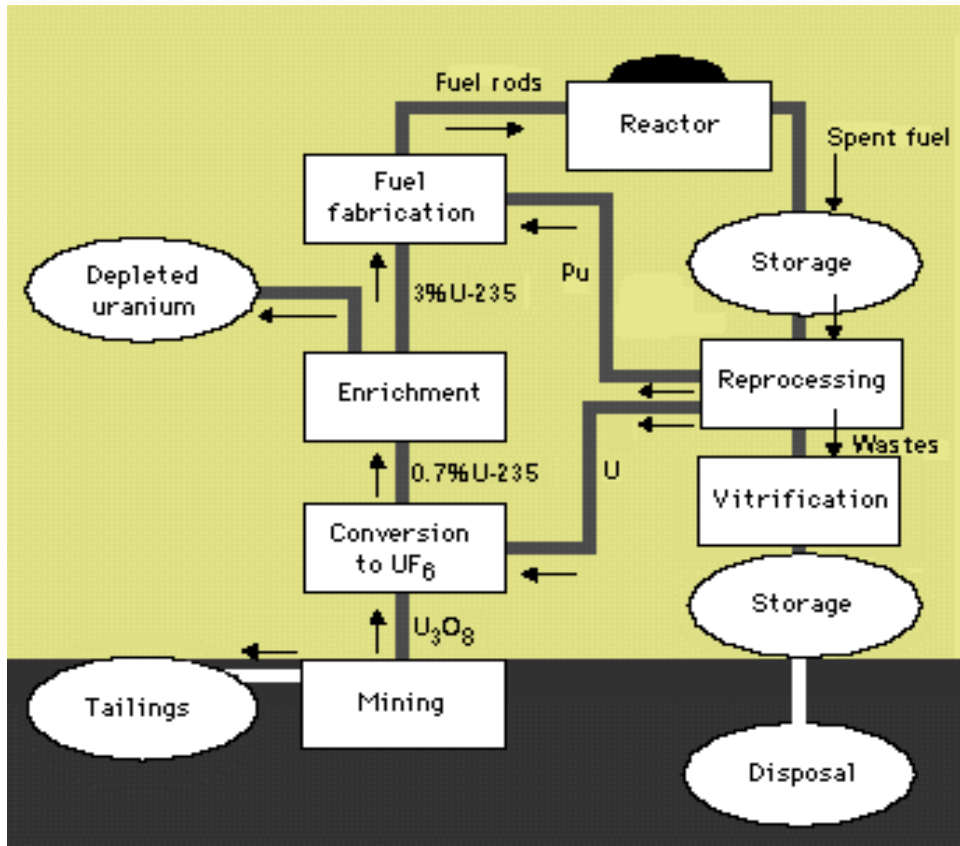 Fuel rods
Reactor
Spent fuel
Fuel
fabrication
Storage
Depleted
uranium
Pu
3%U-235
Enrichment
Reprocessing
0.7%U-235
U
Wastes
Conversion
to UF₆
Vitrification
Storage
U₃O₈
Tailings
Mining
Disposal